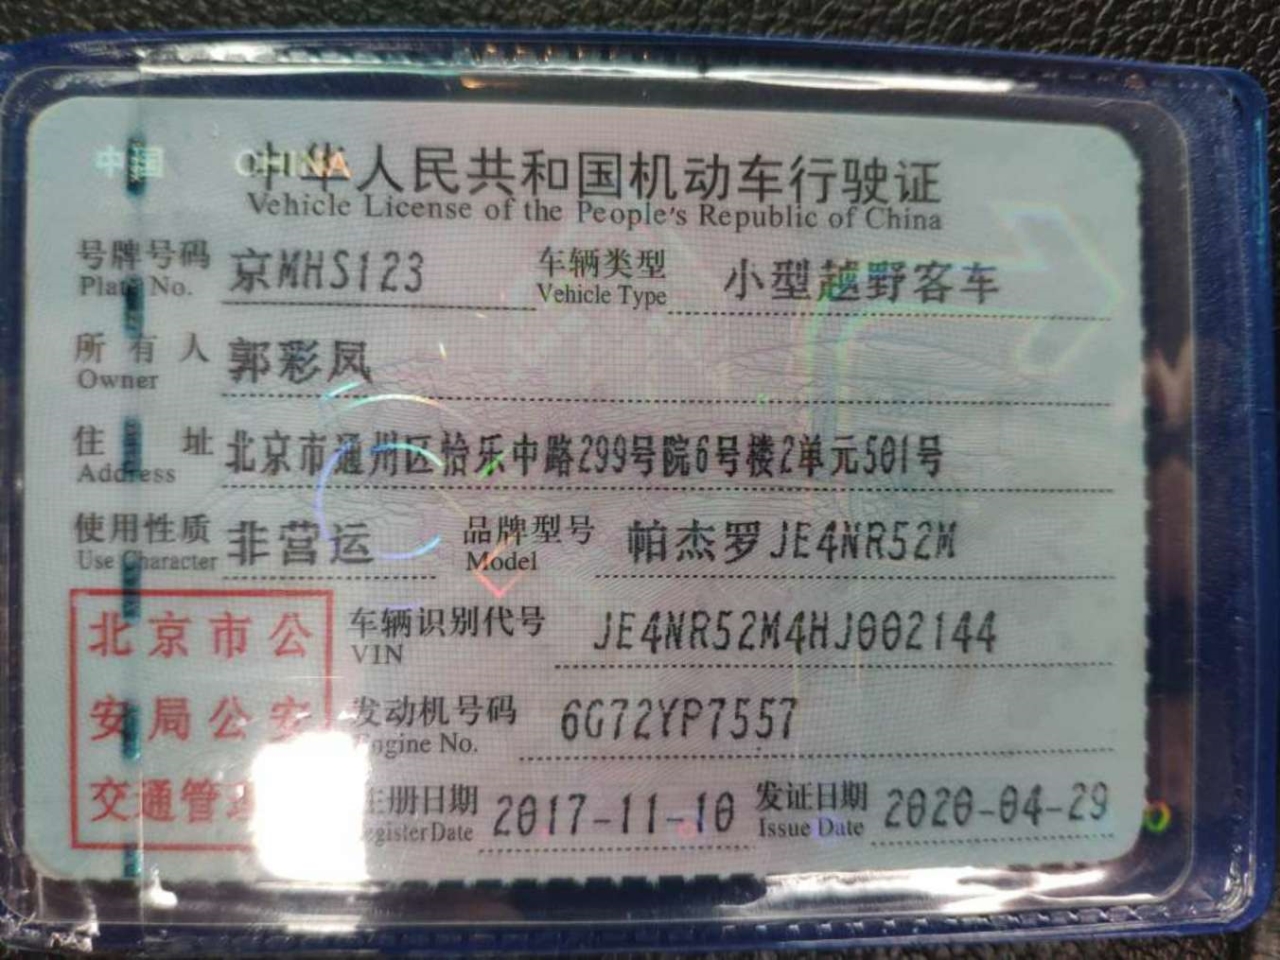 中国 CHINA
中华人民共和国机动车行驶证
Vehicle License of the People's Republic of China
号牌号码 京MHS123 车辆类型 小型越野客车
Plate No. Vehicle Type
所有人 郭彩凤
Owner
住址 北京市通州区怡乐中路299号院6号楼2单元501号
Address
使用性质 非营运 品牌型号 帕杰罗JE4NR52M
Use Character Model
北京市公 车辆识别代号 JE4NR52M4HJ002144
VIN
安局公安 发动机号码 6G72YP7557
Engine No.
交通管 注册日期 2017-11-10 发证日期 2020-04-29
Register Date Issue Date